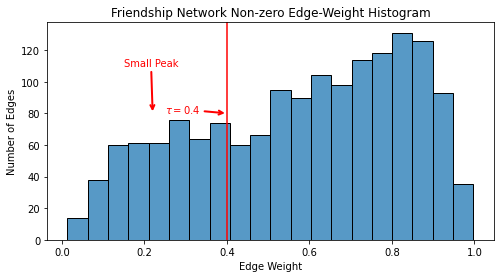 Friendship Network Non-zero Edge-Weight Histogram
120
100
80
60
40
20
0
Number of Edges
Small Peak
τ = 0.4
0.0 0.2 0.4 0.6 0.8 1.0
Edge Weight